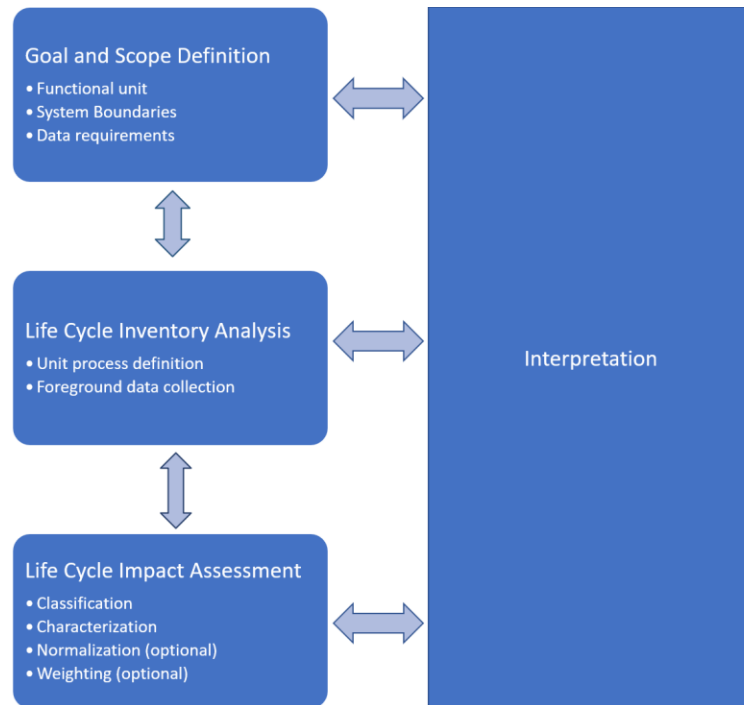 Goal and Scope Definition
• Functional unit
• System Boundaries
• Data requirements
Life Cycle Inventory Analysis
• Unit process definition
• Foreground data collection
Interpretation
Life Cycle Impact Assessment
• Classification
• Characterization
• Normalization (optional)
• Weighting (optional)